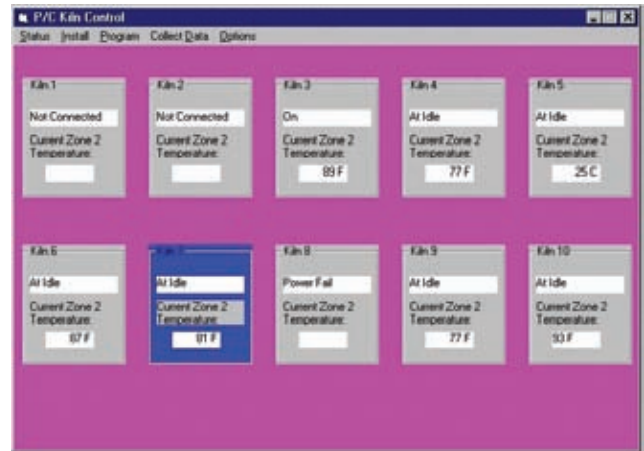 P/C Kiln Control
Status Install Program Collect Data Options
Kiln 1
Not Connected
Current Zone 2
Temperature:
Kiln 2
Not Connected
Current Zone 2
Temperature:
Kiln 3
On
Current Zone 2
Temperature:
89 F
Kiln 4
At Idle
Current Zone 2
Temperature:
77 F
Kiln 5
At Idle
Current Zone 2
Temperature:
25 C
Kiln 6
At Idle
Current Zone 2
Temperature:
87 F
At Idle
Current Zone 2
Temperature:
81 F
Kiln 8
Power Fail
Current Zone 2
Temperature:
Kiln 9
At Idle
Current Zone 2
Temperature:
77 F
Kiln 10
At Idle
Current Zone 2
Temperature:
93 F